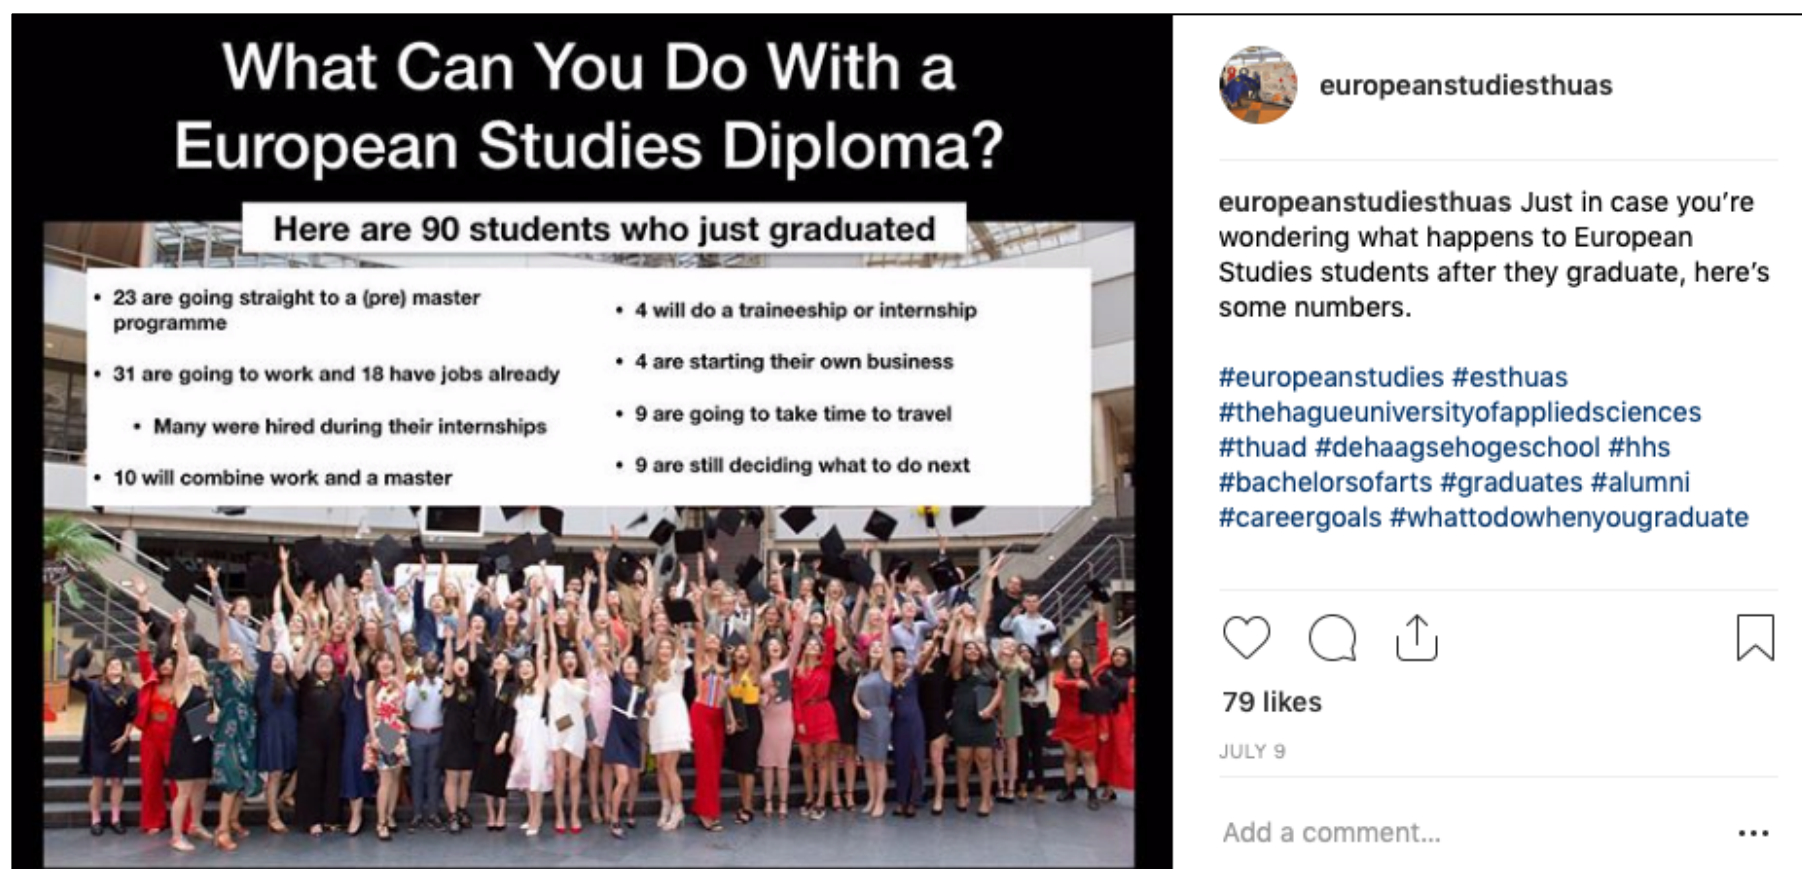 What Can You Do With a
European Studies Diploma?
Here are 90 students who just graduated
• 23 are going straight to a (pre) master
programme
• 31 are going to work and 18 have jobs already
• Many were hired during their internships
• 10 will combine work and a master
• 4 will do a traineeship or internship
• 4 are starting their own business
• 9 are going to take time to travel
• 9 are still deciding what to do next
europeanstudiesthuas
europeanstudiesthuas Just in case you’re
wondering what happens to European
Studies students after they graduate, here’s
some numbers.
#europeanstudies #esthuas
#thehagueuniversityofappliedsciences
#thuad #dehaagsehogeschool #hhs
#bachelorsofarts #graduates #alumni
#careergoals #whattodowhenyougraduate
79 likes
JULY 9
Add a comment...